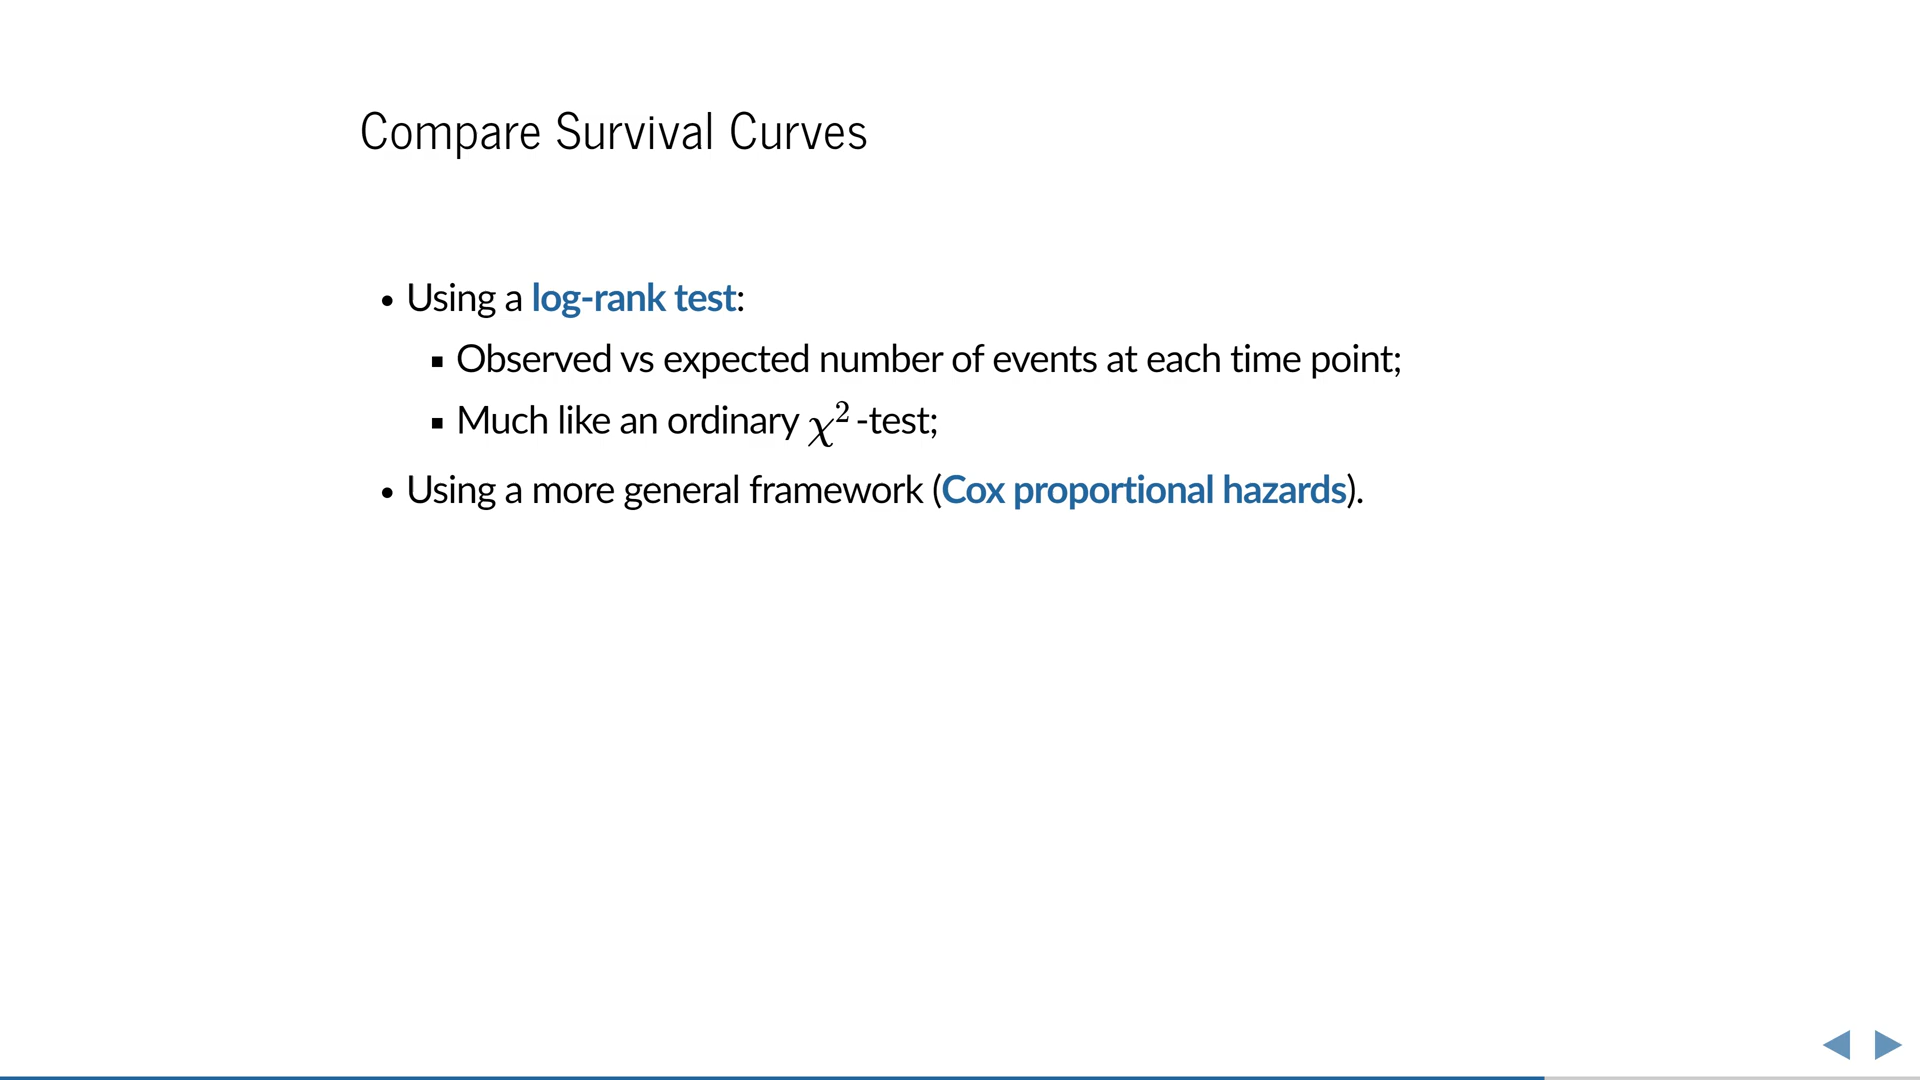 Compare Survival Curves
• Using a log-rank test:
▪ Observed vs expected number of events at each time point;
▪ Much like an ordinary χ²-test;
• Using a more general framework (Cox proportional hazards).